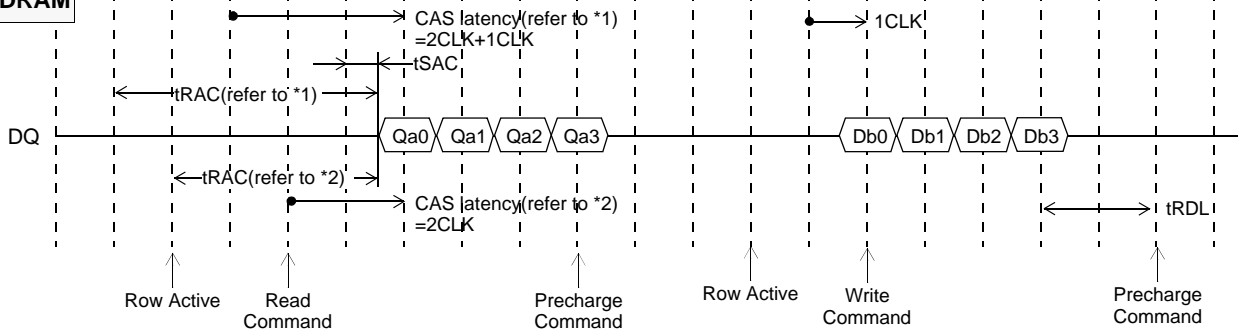 DRAM
CAS latency(refer to *1)
=2CLK+1CLK
1CLK
tSAC
tRAC(refer to *1)
DQ
Qa0 Qa1 Qa2 Qa3 Db0 Db1 Db2 Db3
tRAC(refer to *2)
CAS latency(refer to *2)
=2CLK
tRDL
Row Active
Read
Command
Precharge
Command
Row Active
Write
Command
Precharge
Command